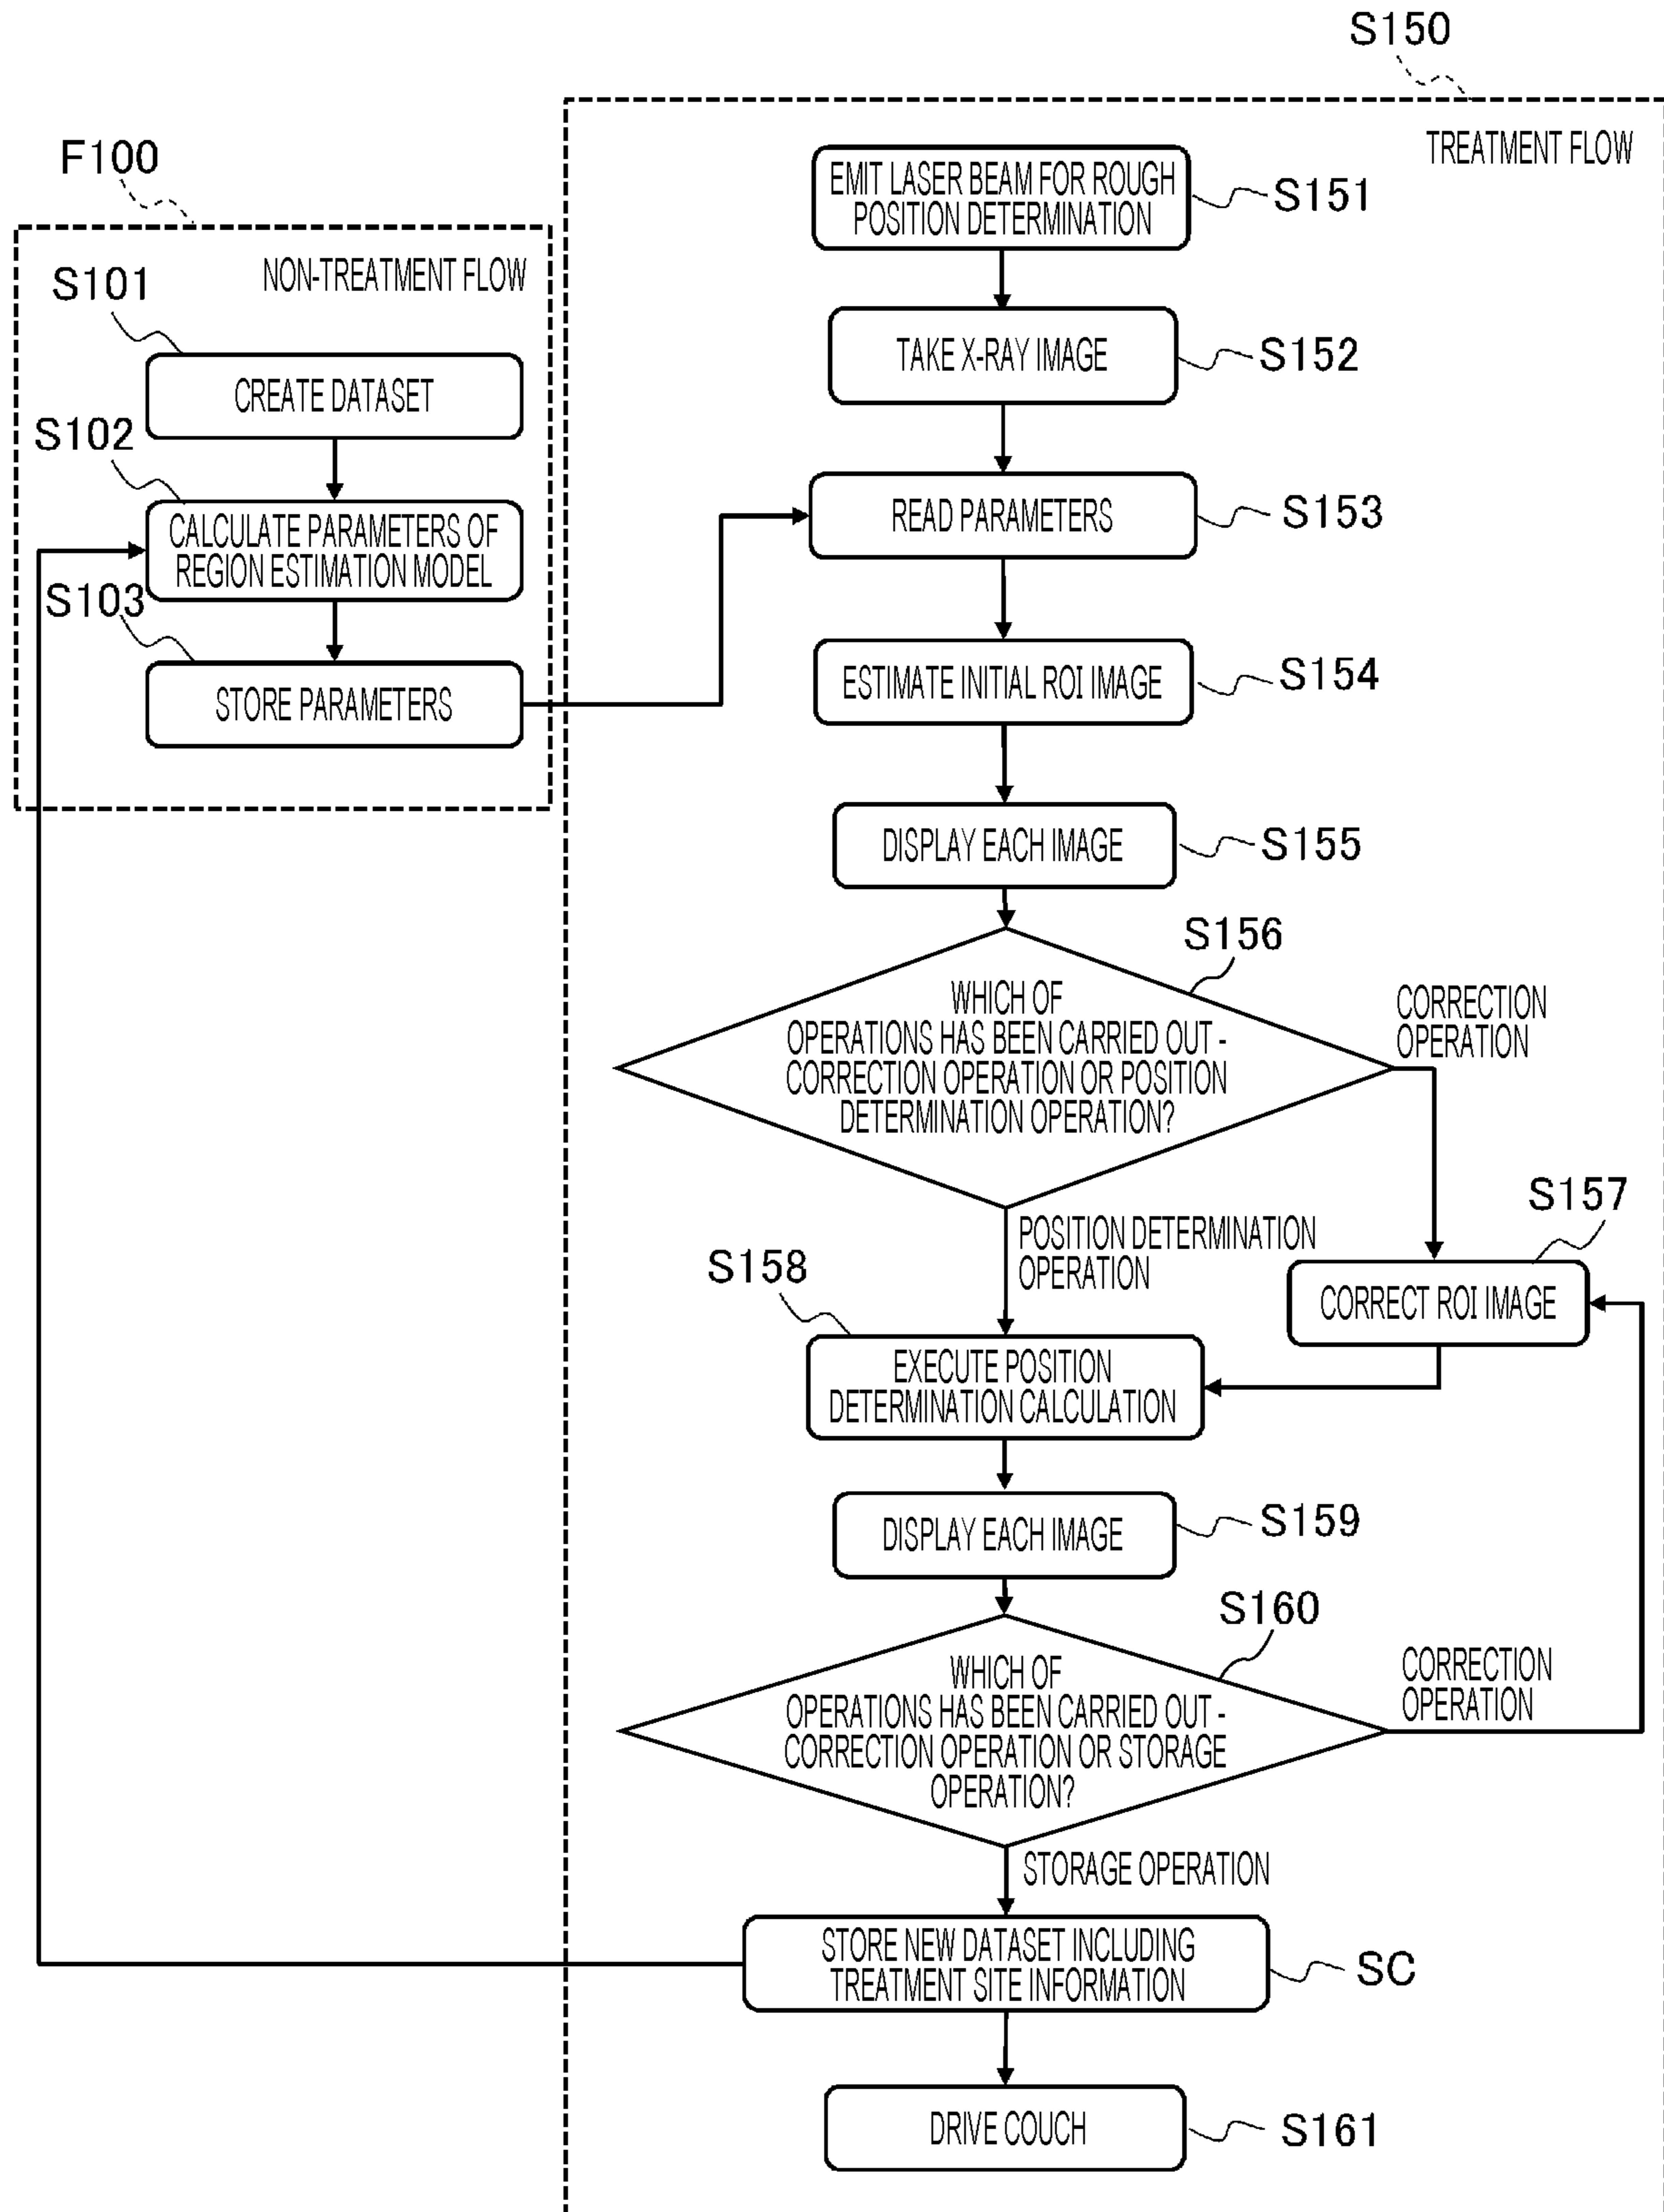 S150
TREATMENT FLOW
F100
NON-TREATMENT FLOW
S101
CREATE DATASET
S102
CALCULATE PARAMETERS OF
REGION ESTIMATION MODEL
S103
STORE PARAMETERS
EMIT LASER BEAM FOR ROUGH
POSITION DETERMINATION
S151
TAKE X-RAY IMAGE
S152
READ PARAMETERS
S153
ESTIMATE INITIAL ROI IMAGE
S154
DISPLAY EACH IMAGE
S155
S156
WHICH OF
OPERATIONS HAS BEEN CARRIED OUT -
CORRECTION OPERATION OR POSITION
DETERMINATION OPERATION?
CORRECTION
OPERATION
POSITION DETERMINATION
OPERATION
S157
CORRECT ROI IMAGE
S158
EXECUTE POSITION
DETERMINATION CALCULATION
DISPLAY EACH IMAGE
S159
S160
WHICH OF
OPERATIONS HAS BEEN CARRIED OUT -
CORRECTION OPERATION OR STORAGE
OPERATION?
CORRECTION
OPERATION
STORAGE OPERATION
STORE NEW DATASET INCLUDING
TREATMENT SITE INFORMATION
SC
DRIVE COUCH
S161